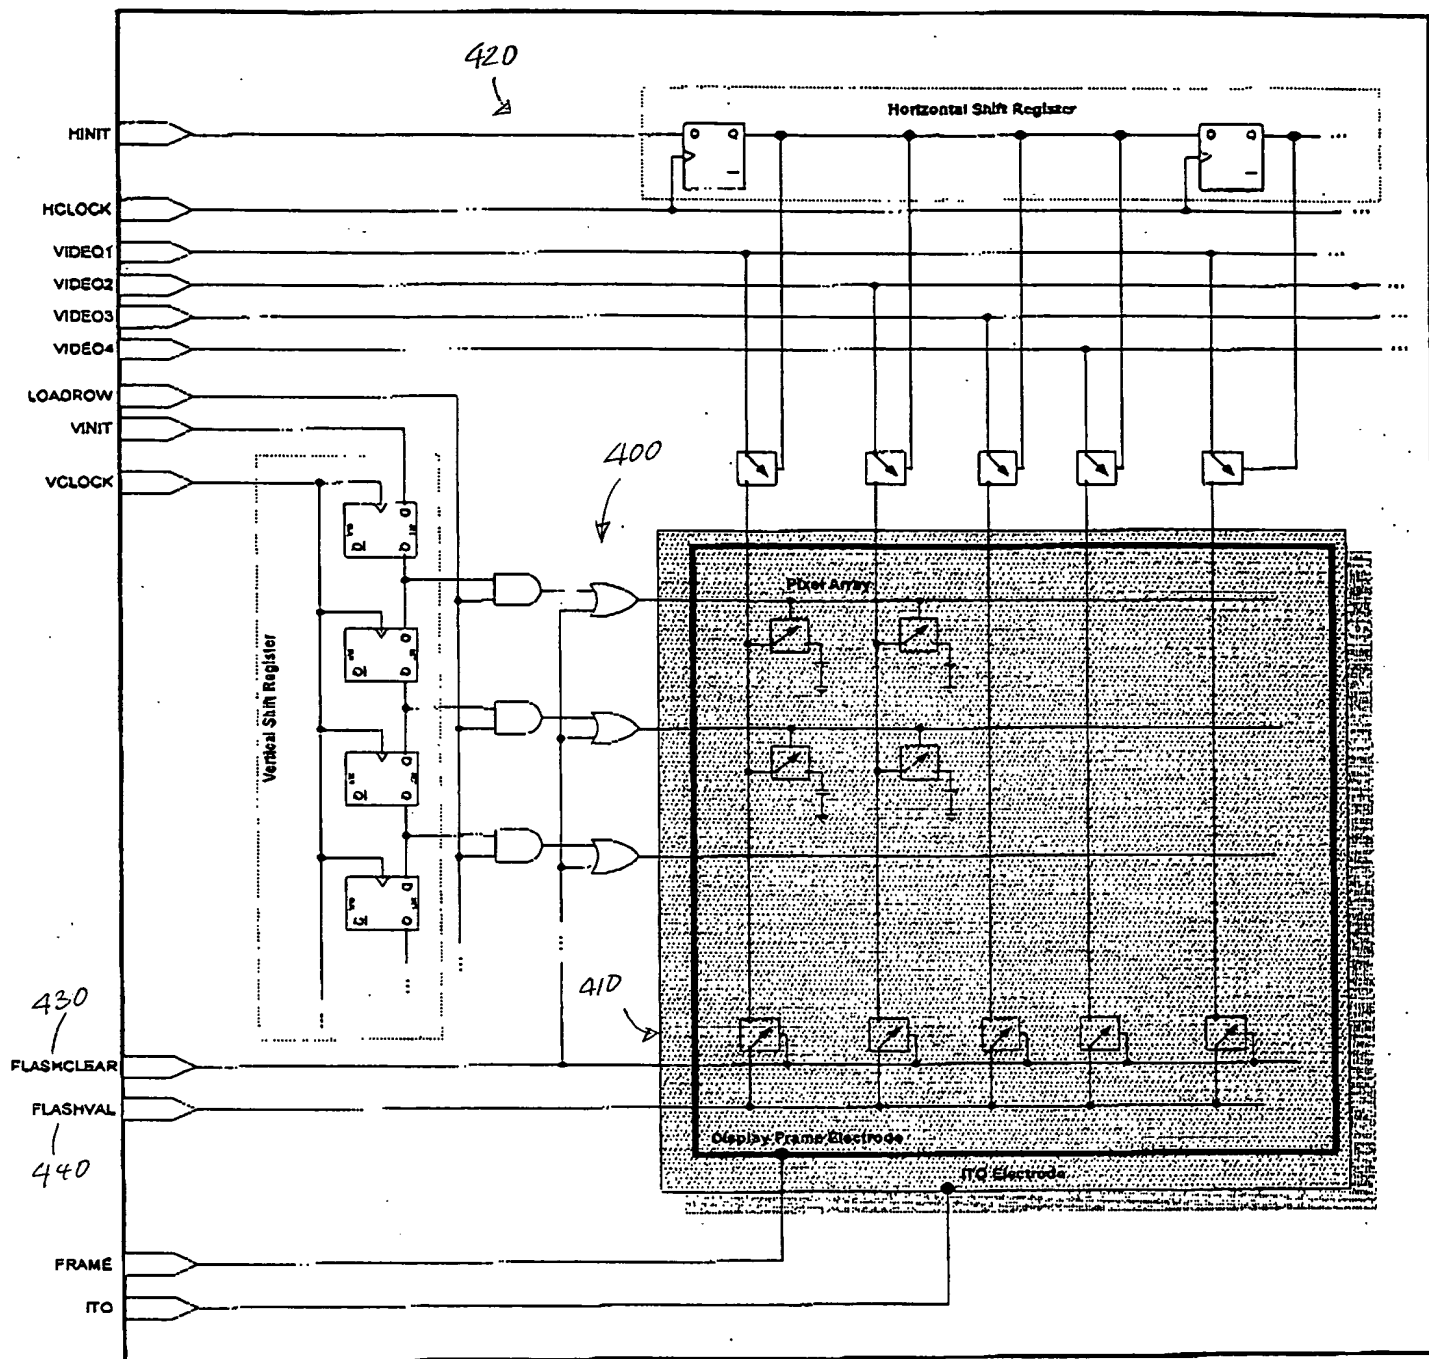 420
Horizontal Shift Register
HINIT
D Q
D Q
...
HCLOCK
...
VIDEO1
...
VIDEO2
...
VIDEO3
...
VIDEO4
...
LOADROW
VINIT
400
VCLOCK
Vertical Shift Register
D
Q
Q
D
Q
Q
D
Q
Q
D
Q
Q
Pixel Array
...
...
...
...
410
430
FLASHCLEAR
FLASHVAL
440
Display Frame Electrode
ITO Electrode
FRAME
ITO